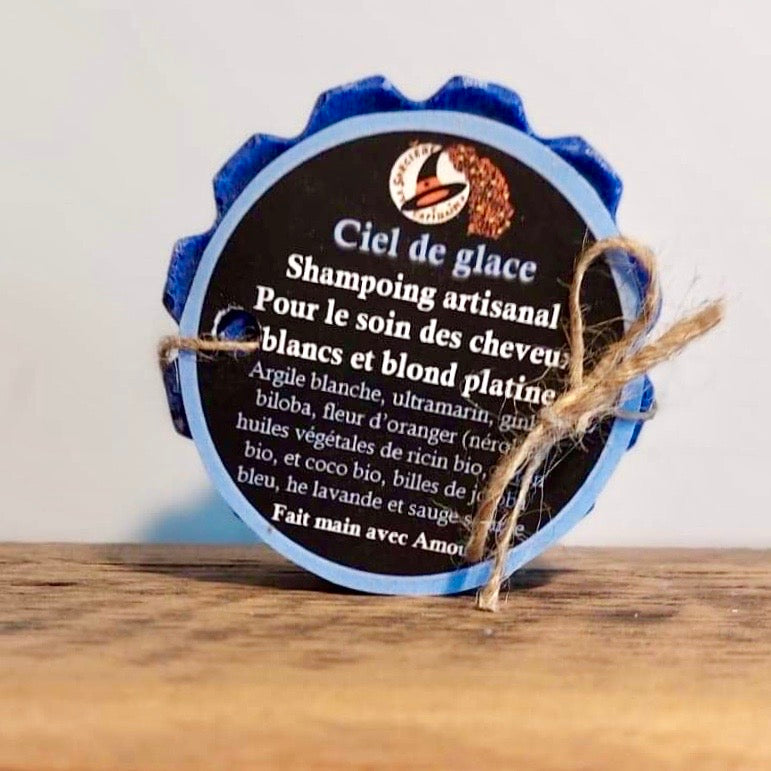 Ciel de glace
Shampoing artisanal
Pour le soin des cheveux
blancs et blond platine
Argile blanche, ultramarin,
biloba, fleur d'oranger
huiles végétales de ricin bio,
bio, et coco bio, billes de
bleu, he lavande et sauge
Fait main avec Amour